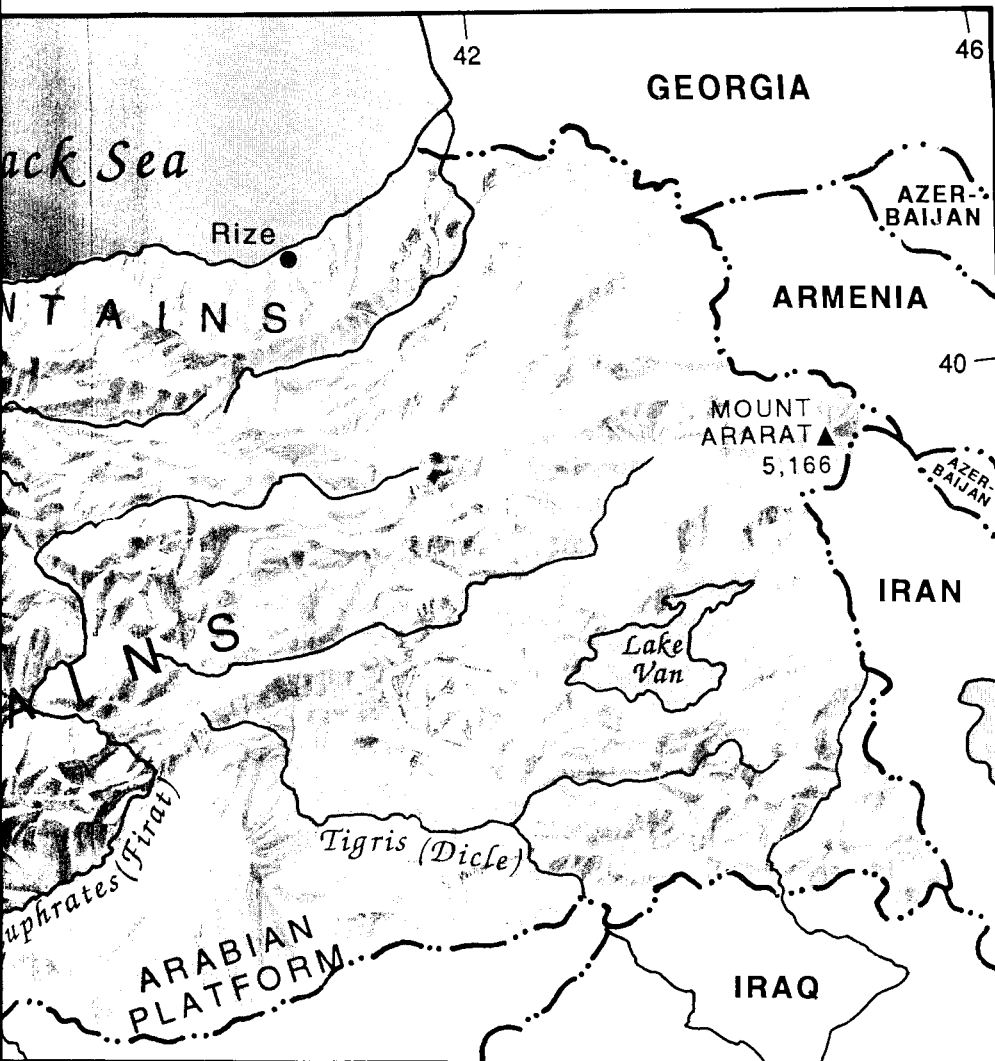 42
46
GEORGIA
ack Sea
AZER-
BAIJAN
Rize
NTAINS
ARMENIA
40
MOUNT
ARARAT
5,166
AZER-
BAIJAN
IRAN
AINS
Lake
Van
uphrates (Firat)
Tigris (Dicle)
ARABIAN
PLATFORM
IRAQ